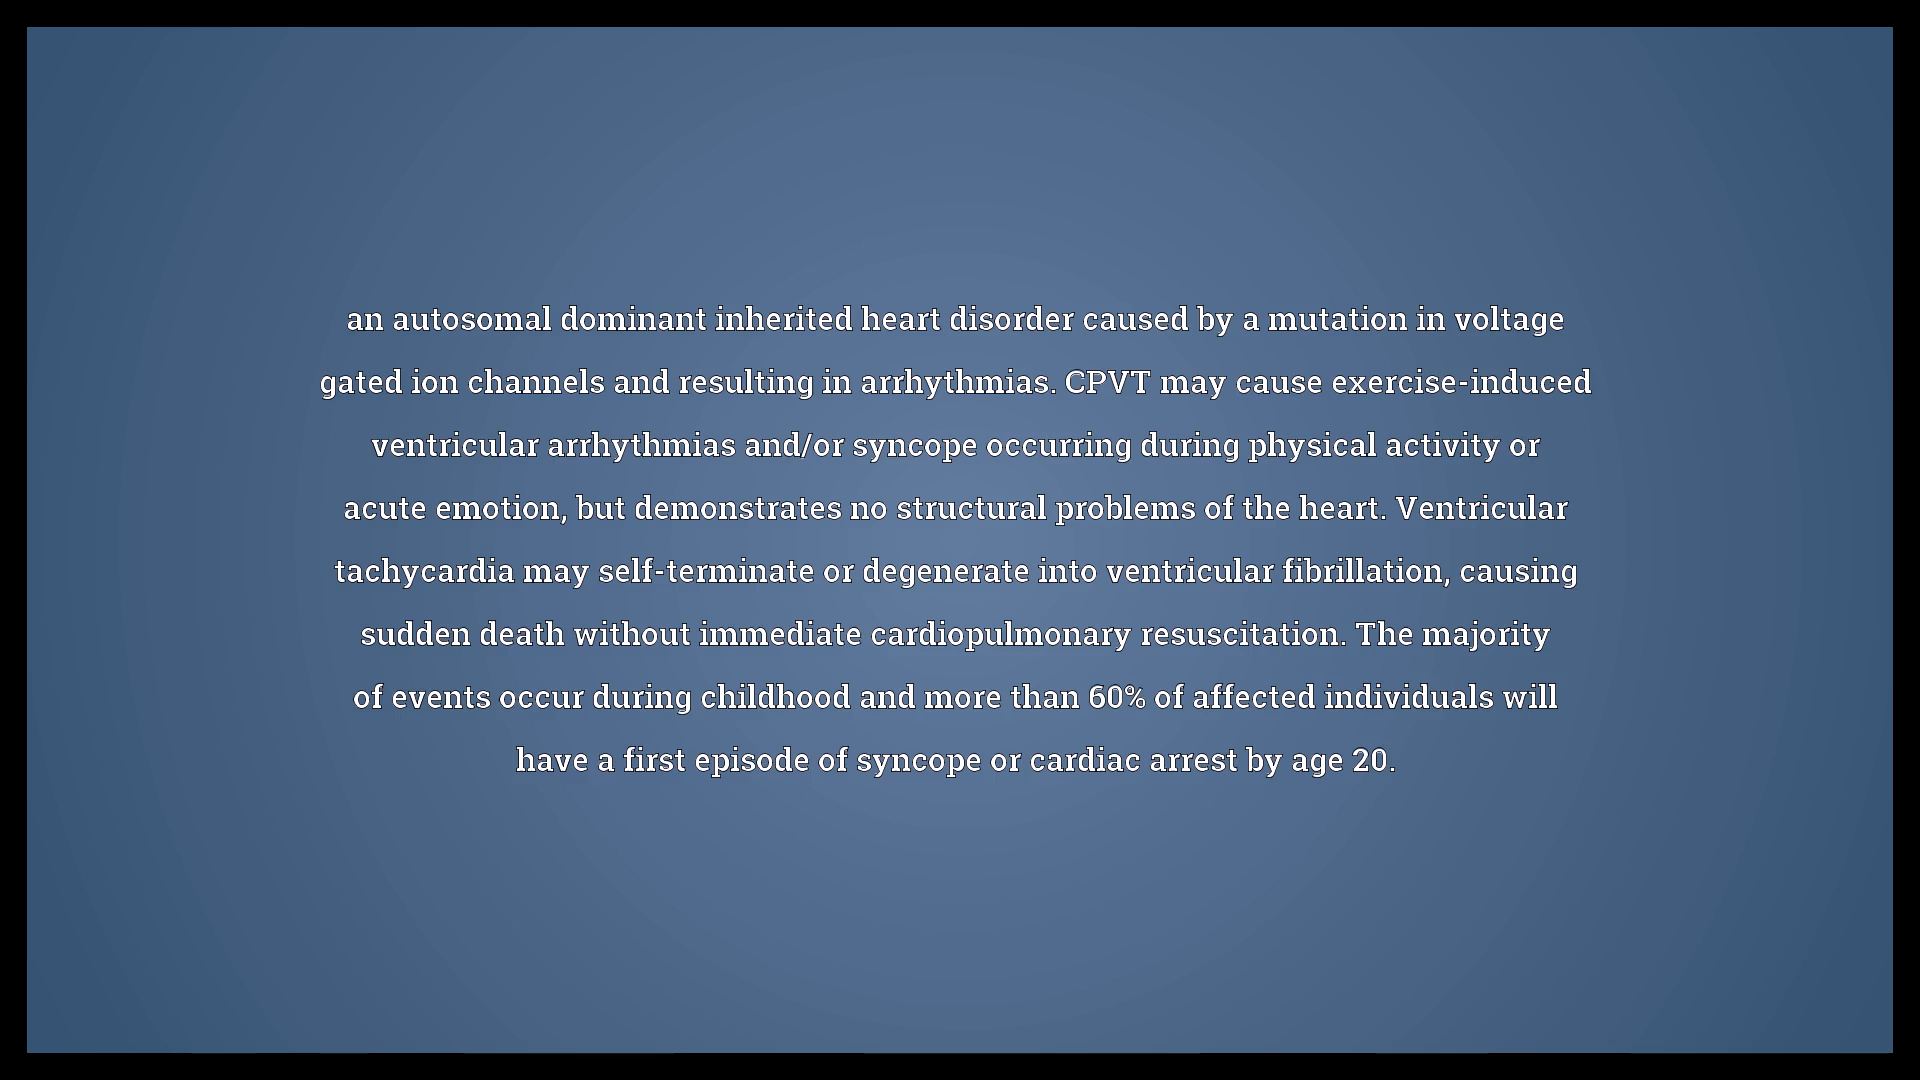 an autosomal dominant inherited heart disorder caused by a mutation in voltage
gated ion channels and resulting in arrhythmias. CPVT may cause exercise-induced
ventricular arrhythmias and/or syncope occurring during physical activity or
acute emotion, but demonstrates no structural problems of the heart. Ventricular
tachycardia may self-terminate or degenerate into ventricular fibrillation, causing
sudden death without immediate cardiopulmonary resuscitation. The majority
of events occur during childhood and more than 60% of affected individuals will
have a first episode of syncope or cardiac arrest by age 20.